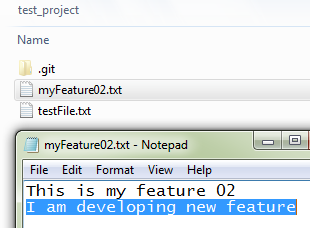 test_project
Name
.git
myFeature02.txt
testFile.txt
myFeature02.txt - Notepad
File Edit Format View Help
This is my feature 02
I am developing new feature